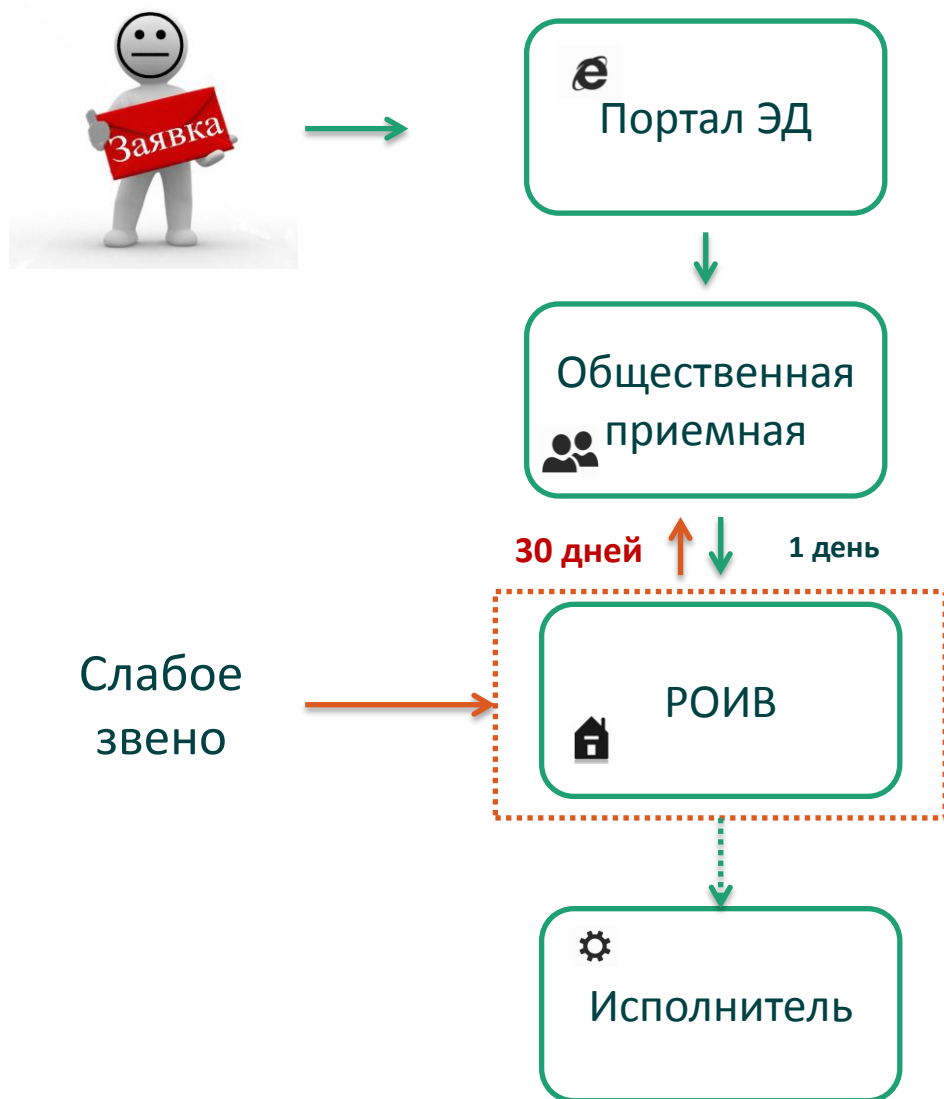 Заявка
Портал ЭД
Общественная
приемная
30 дней
1 день
Слабое
звено
РОИВ
Исполнитель